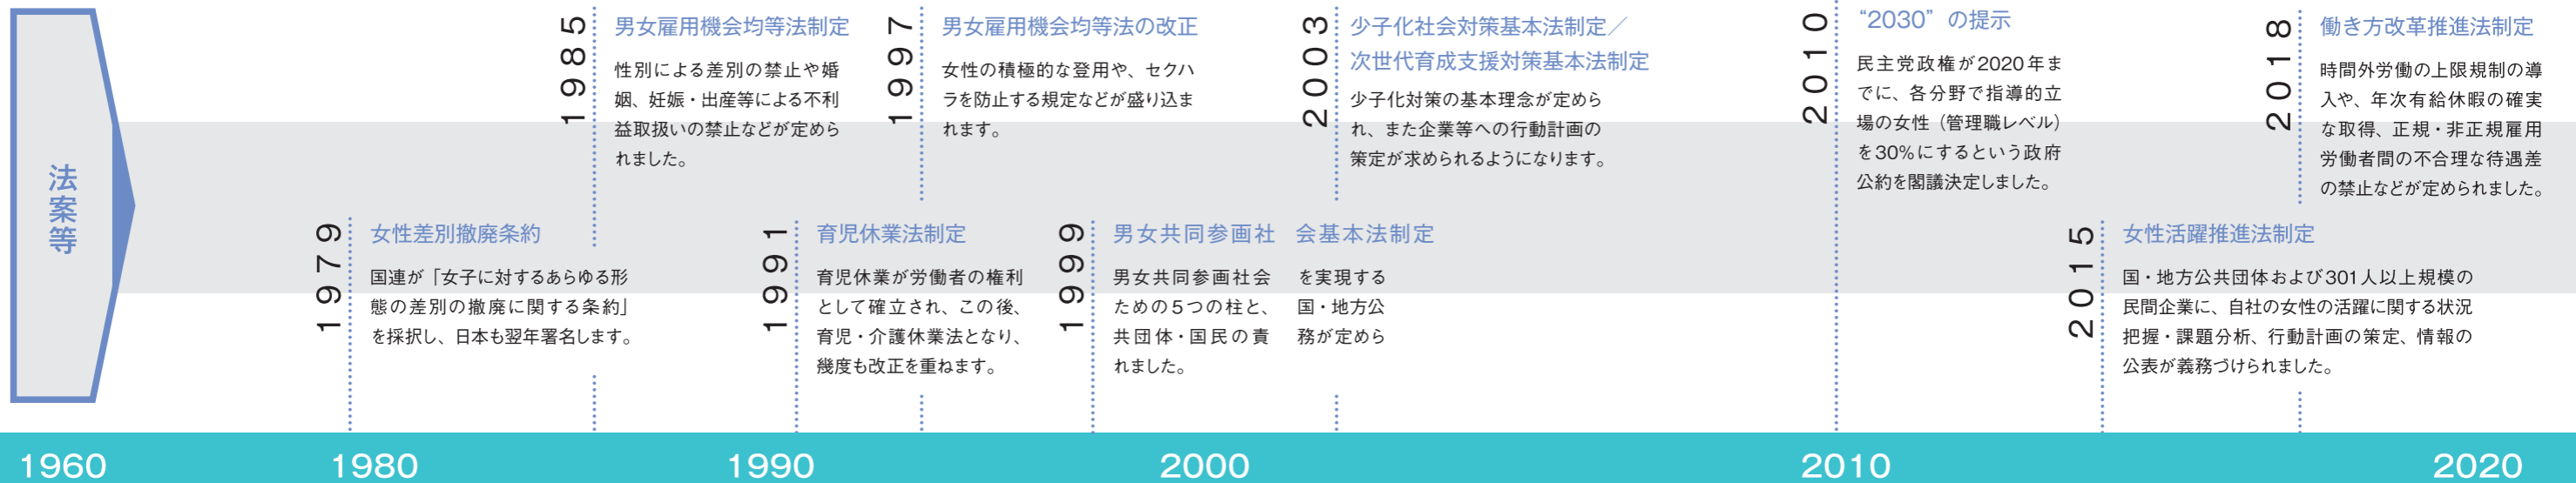 法案等
1979
女性差別撤廃条約
国連が「女子に対するあらゆる形
態の差別の撤廃に関する条約」
を採択し、日本も翌年署名します。
1985
男女雇用機会均等法制定
性別による差別の禁止や婚
姻、妊娠・出産等による不利
益取扱いの禁止などが定めら
れました。
1991
育児休業法制定
育児休業が労働者の権利
として確立され、この後、
育児・介護休業法となり、
幾度も改正を重ねます。
1997
男女雇用機会均等法の改正
女性の積極的な登用や、セクハ
ラを防止する規定などが盛り込ま
れます。
1999
男女共同参画社 会基本法制定
男女共同参画社会 を実現する
ための5つの柱と、 国・地方公
共団体・国民の責 務が定めら
れました。
2003
少子化社会対策基本法制定／
次世代育成支援対策基本法制定
少子化対策の基本理念が定めら
れ、また企業等への行動計画の
策定が求められるようになります。
2010
“2030”の提示
民主党政権が2020年ま
でに、各分野で指導的立
場の女性（管理職レベル）
を30%にするという政府
公約を閣議決定しました。
2015
女性活躍推進法制定
国・地方公共団体および301人以上規模の
民間企業に、自社の女性の活躍に関する状況
把握・課題分析、行動計画の策定、情報の
公表が義務づけられました。
2018
働き方改革推進法制定
時間外労働の上限規制の導
入や、年次有給休暇の確実
な取得、正規・非正規雇用
労働者間の不合理な待遇差
の禁止などが定められました。
1960 1980 1990 2000 2010 2020